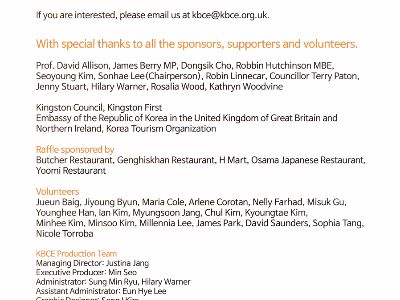 If you are interested, please email us at kbce@kbce.org.uk.
With special thanks to all the sponsors, supporters and volunteers.
Prof. David Allison, James Berry MP, Dongsik Cho, Robbin Hutchinson MBE,
Seoyoung Kim, Sonhae Lee(Chairperson), Robin Linnecar, Councillor Terry Paton,
Jenny Stuart, Hilary Warner, Rosalia Wood, Kathryn Woodvine
Kingston Council, Kingston First
Embassy of the Republic of Korea in the United Kingdom of Great Britain and
Northern Ireland, Korea Tourism Organization
Raffle sponsored by
Butcher Restaurant, Genghiskhan Restaurant, H Mart, Osama Japanese Restaurant,
Yoomi Restaurant
Volunteers
Jueun Baig, Jiyoung Byun, Maria Cole, Arlene Corotan, Nelly Farhad, Misuk Gu,
Younghee Han, Ian Kim, Myungsoon Jang, Chul Kim, Kyoungtae Kim,
Minhee Kim, Minsoo Kim, Millennia Lee, James Park, David Saunders, Sophia Tang,
Nicole Torroba
KBCE Production Team
Managing Director: Justina Jang
Executive Producer: Min Seo
Administrator: Sung Min Ryu, Hilary Warner
Assistant Administrator: Eun Hye Lee
Graphic Designer: Song I Kim